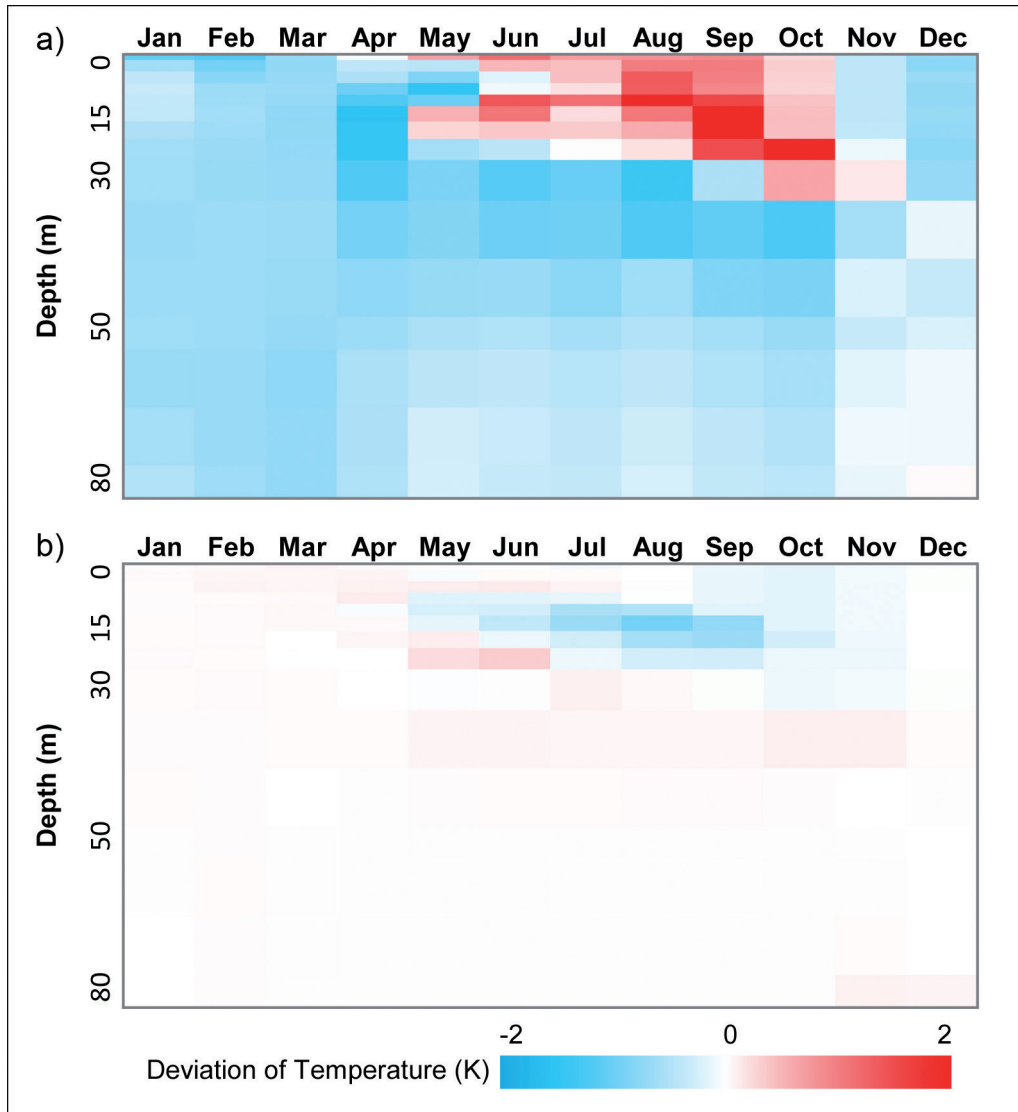 a)
Jan Feb Mar Apr May Jun Jul Aug Sep Oct Nov Dec
0
15
30
50
80
Depth (m)
b)
Jan Feb Mar Apr May Jun Jul Aug Sep Oct Nov Dec
0
15
30
50
80
Depth (m)
-2 0 2
Deviation of Temperature (K)